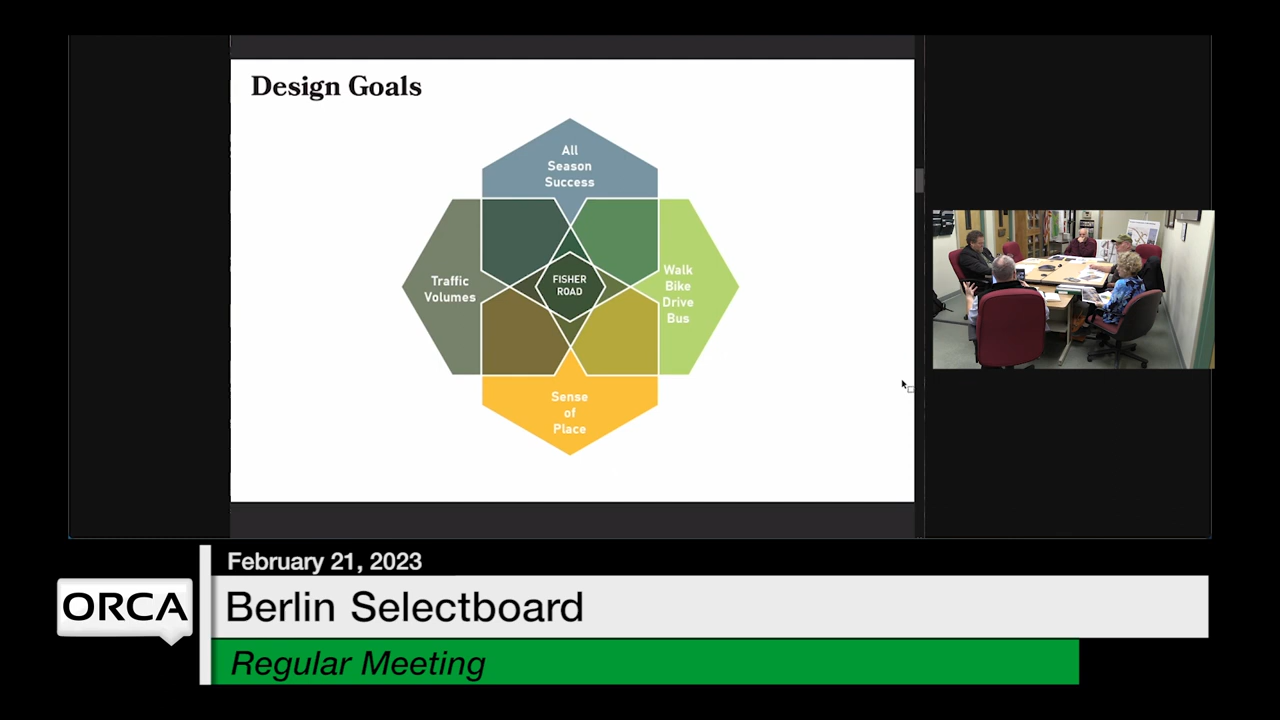 Design Goals
All
Season
Success
Traffic
Volumes
FISHER
ROAD
Walk
Bike
Drive
Bus
Sense
of
Place
February 21, 2023
ORCA
Berlin Selectboard
Regular Meeting